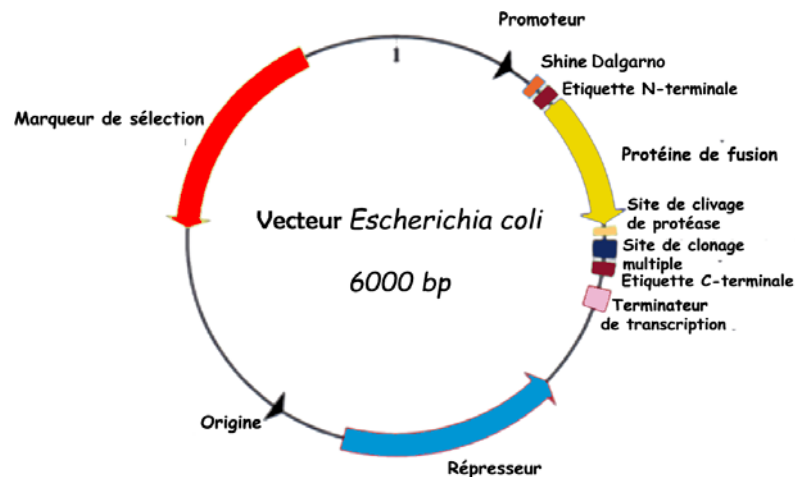 Promoteur
1
Shine Dalgarno
Etiquette N-terminale
Marqueur de sélection
Protéine de fusion
Site de clivage
de protéase
Vecteur Escherichia coli
6000 bp
Site de clonage
multiple
Etiquette C-terminale
Terminateur
de transcription
Origine
Répresseur